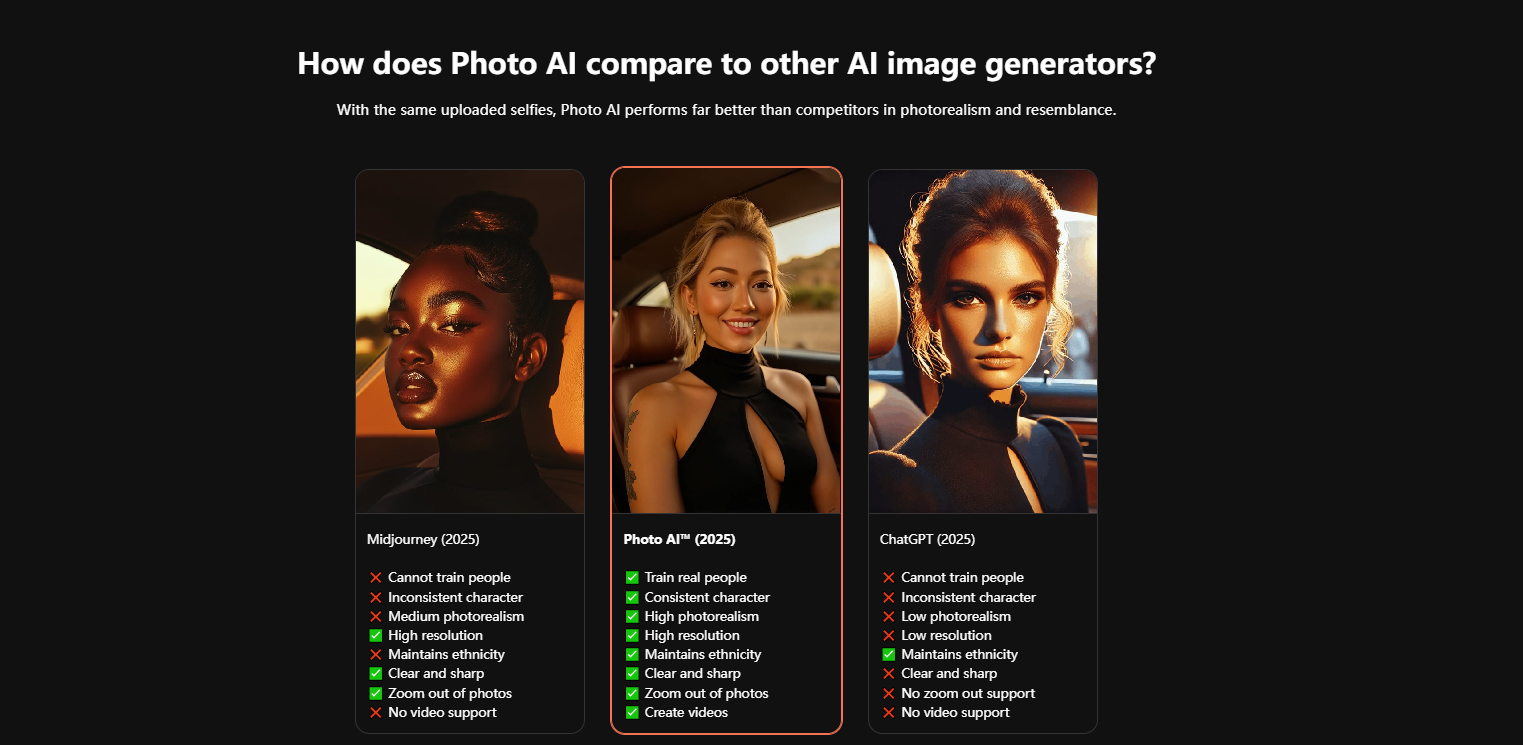 How does Photo AI compare to other AI image generators?
With the same uploaded selfies, Photo AI performs far better than competitors in photorealism and resemblance.
Midjourney (2025)
❌ Cannot train people
❌ Inconsistent character
❌ Medium photorealism
✅ High resolution
❌ Maintains ethnicity
✅ Clear and sharp
✅ Zoom out of photos
❌ No video support
Photo AI™ (2025)
✅ Train real people
✅ Consistent character
✅ High photorealism
✅ High resolution
✅ Maintains ethnicity
✅ Clear and sharp
✅ Zoom out of photos
✅ Create videos
ChatGPT (2025)
❌ Cannot train people
❌ Inconsistent character
❌ Low photorealism
❌ Low resolution
✅ Maintains ethnicity
❌ Clear and sharp
❌ No zoom out support
❌ No video support